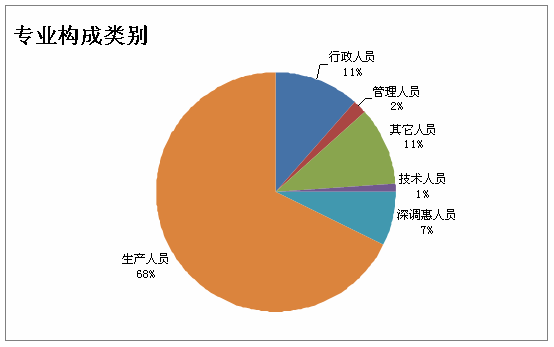 专业构成类别
行政人员
11%
管理人员
2%
其它人员
11%
技术人员
1%
深调惠人员
7%
生产人员
68%